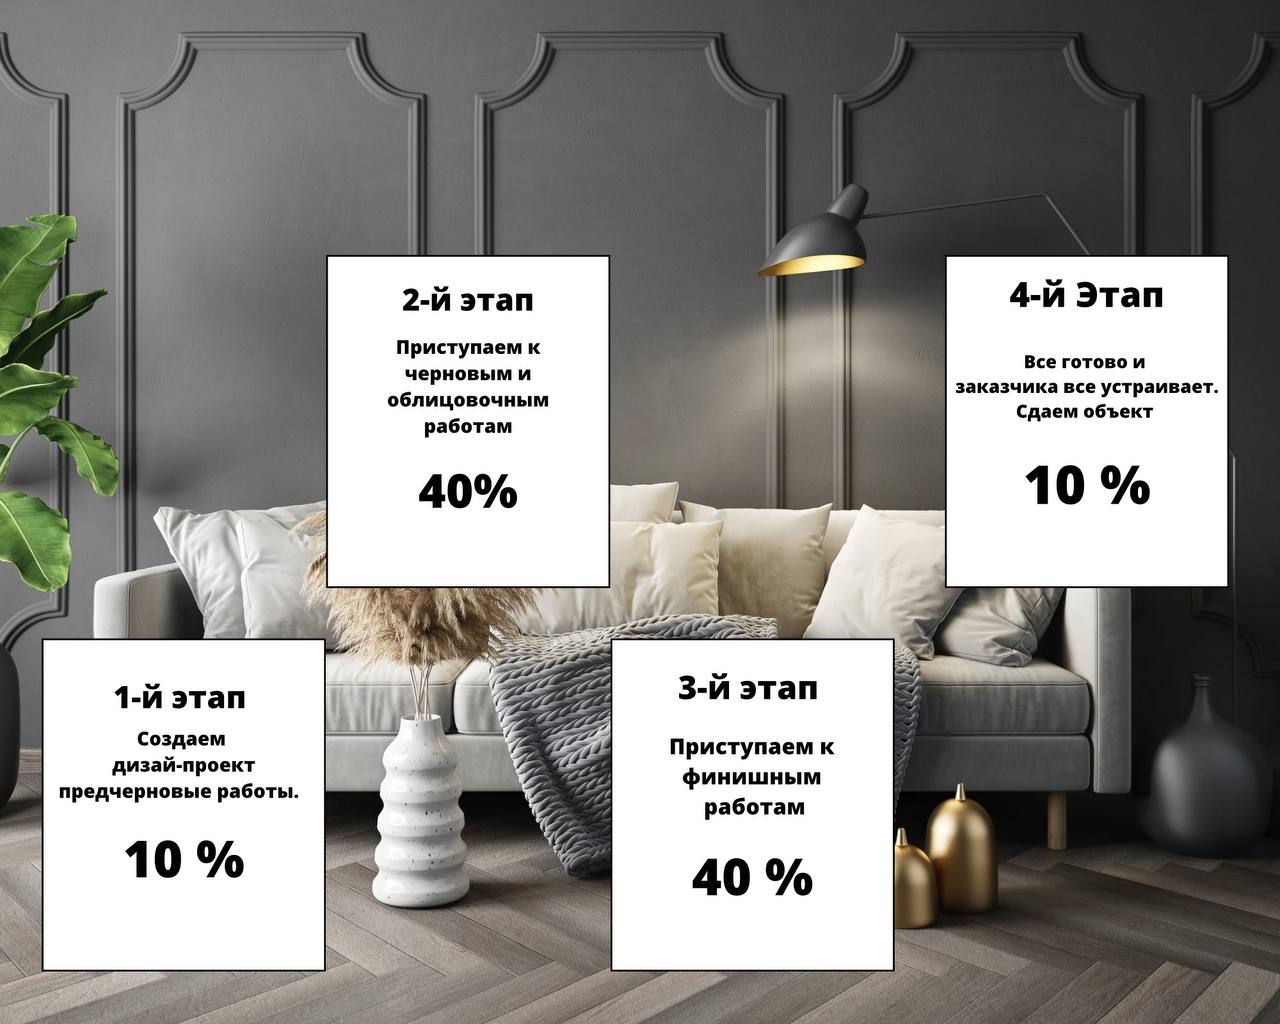 1-й этап
Создаем
дизай-проект
предчерновые работы.
10 %
2-й этап
Приступаем к
черновым и
облицовочным
работам
40%
3-й этап
Приступаем к
финишным
работам
40 %
4-й Этап
Все готово и
заказчика все устраивает.
Сдаем объект
10 %